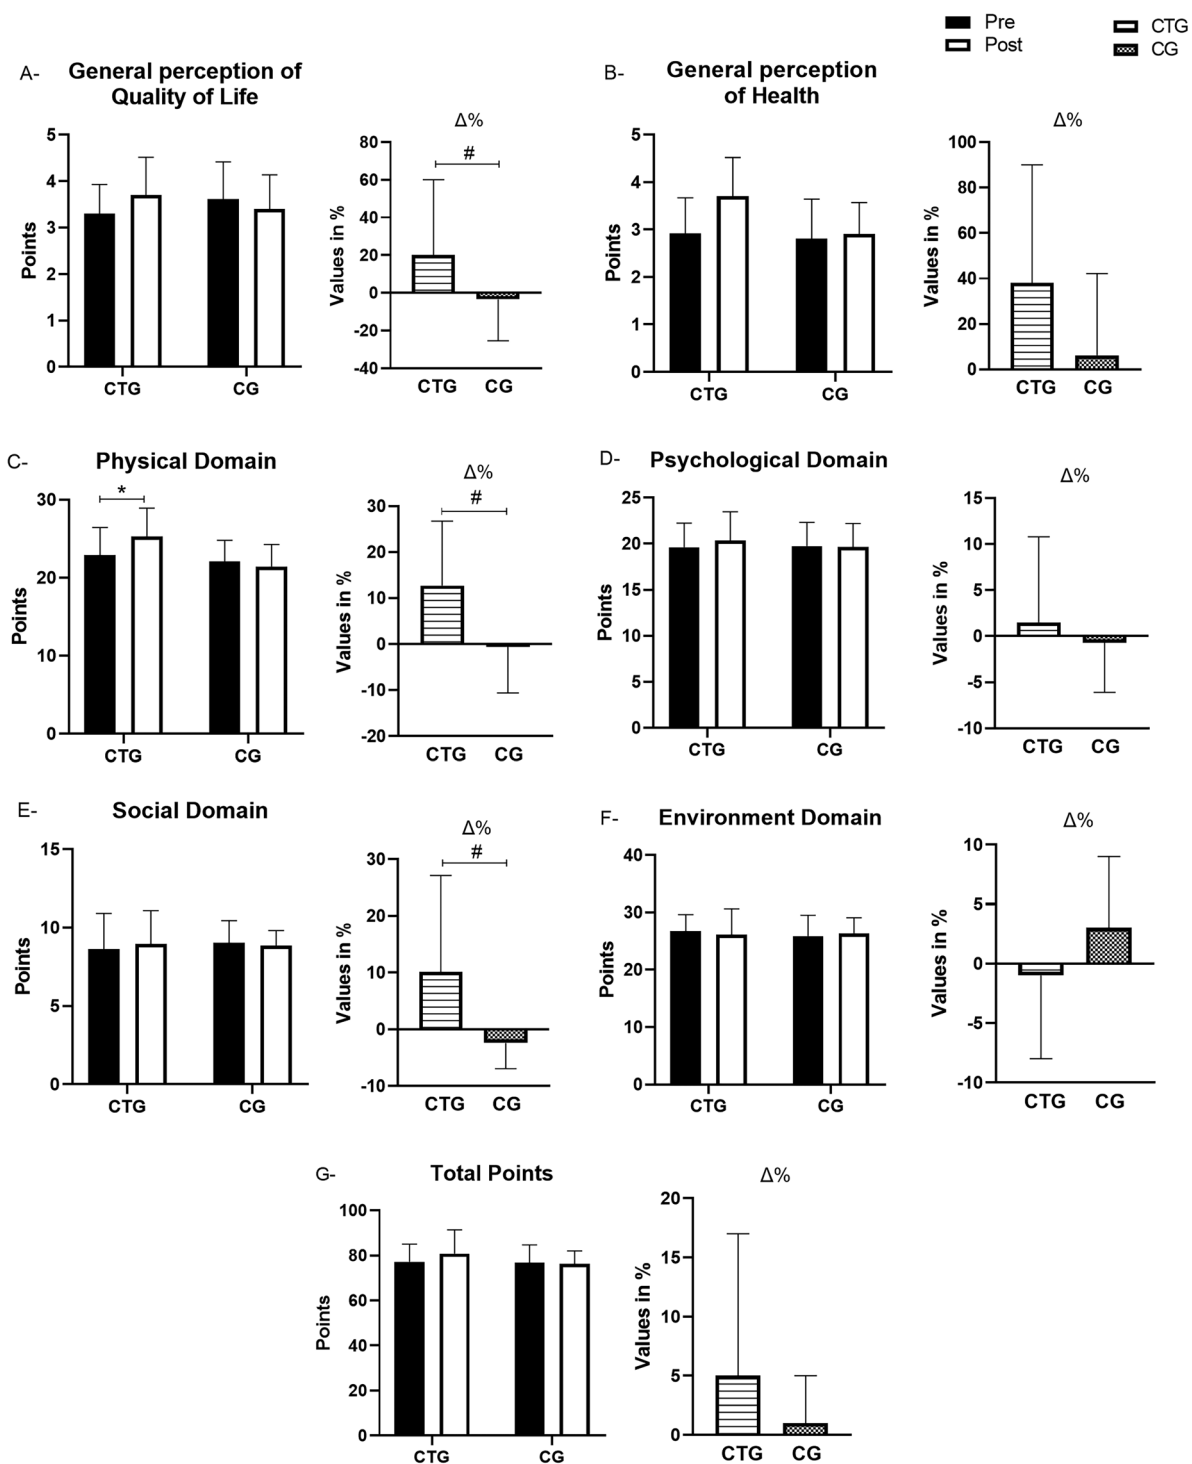 Pre
Post
CTG
CG
A-
General perception of
Quality of Life
5
4
3
2
1
0
Points
CTG
CG
Δ%
#
80
60
40
20
0
-20
-40
Values in %
CTG
CG
B-
General perception
of Health
5
4
3
2
1
0
Points
CTG
CG
Δ%
100
80
60
40
20
0
Values in %
CTG
CG
C-
Physical Domain
*
30
20
10
0
Points
CTG
CG
Δ%
#
30
20
10
0
-10
-20
Values in %
CTG
CG
D-
Psychological Domain
25
20
15
10
5
0
Points
CTG
CG
Δ%
15
10
5
0
-5
-10
Values in %
CTG
CG
E-
Social Domain
15
10
5
0
Points
CTG
CG
Δ%
#
30
20
10
0
-10
Values in %
CTG
CG
F-
Environment Domain
40
30
20
10
0
Points
CTG
CG
Δ%
10
5
0
-5
-10
Values in %
CTG
CG
G-
Total Points
100
80
60
40
20
0
Points
CTG
CG
Δ%
20
15
10
5
0
Values in %
CTG
CG